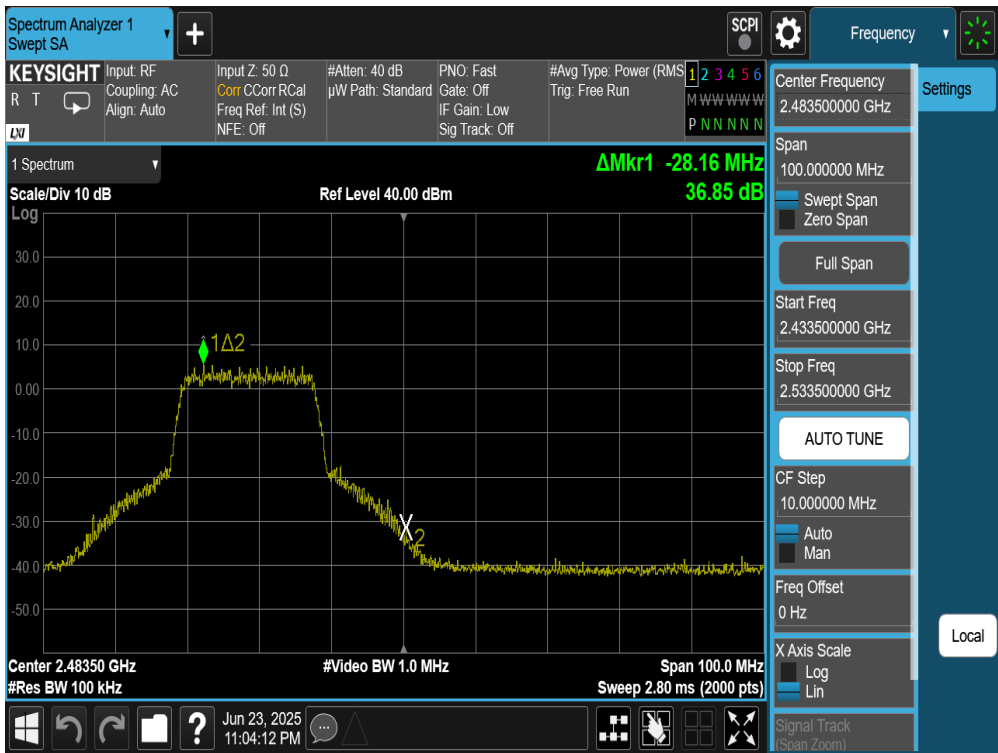 Spectrum Analyzer 1
Swept SA
SCPI
Frequency
KEYSIGHT
R T
LXI
Input: RF
Coupling: AC
Align: Auto
Input Z: 50 Ω
Corr CCorr RCal
Freq Ref: Int (S)
NFE: Off
#Atten: 40 dB
µW Path: Standard
PNO: Fast
Gate: Off
IF Gain: Low
Sig Track: Off
#Avg Type: Power (RMS
Trig: Free Run
1 2 3 4 5 6
M W W W W W
P N N N N N
1 Spectrum
ΔMkr1 -28.16 MHz
36.85 dB
Scale/Div 10 dB
Ref Level 40.00 dBm
Log
30.0
20.0
10.0
0.00
-10.0
-20.0
-30.0
-40.0
-50.0
1Δ2
X2
Center 2.48350 GHz
#Video BW 1.0 MHz
Span 100.0 MHz
#Res BW 100 kHz
Sweep 2.80 ms (2000 pts)
Center Frequency
2.483500000 GHz
Settings
Span
100.000000 MHz
Swept Span
Zero Span
Full Span
Start Freq
2.433500000 GHz
Stop Freq
2.533500000 GHz
AUTO TUNE
CF Step
10.000000 MHz
Auto
Man
Freq Offset
0 Hz
Local
X Axis Scale
Log
Lin
Signal Track
(Span Zoom)
?
Jun 23, 2025
11:04:12 PM